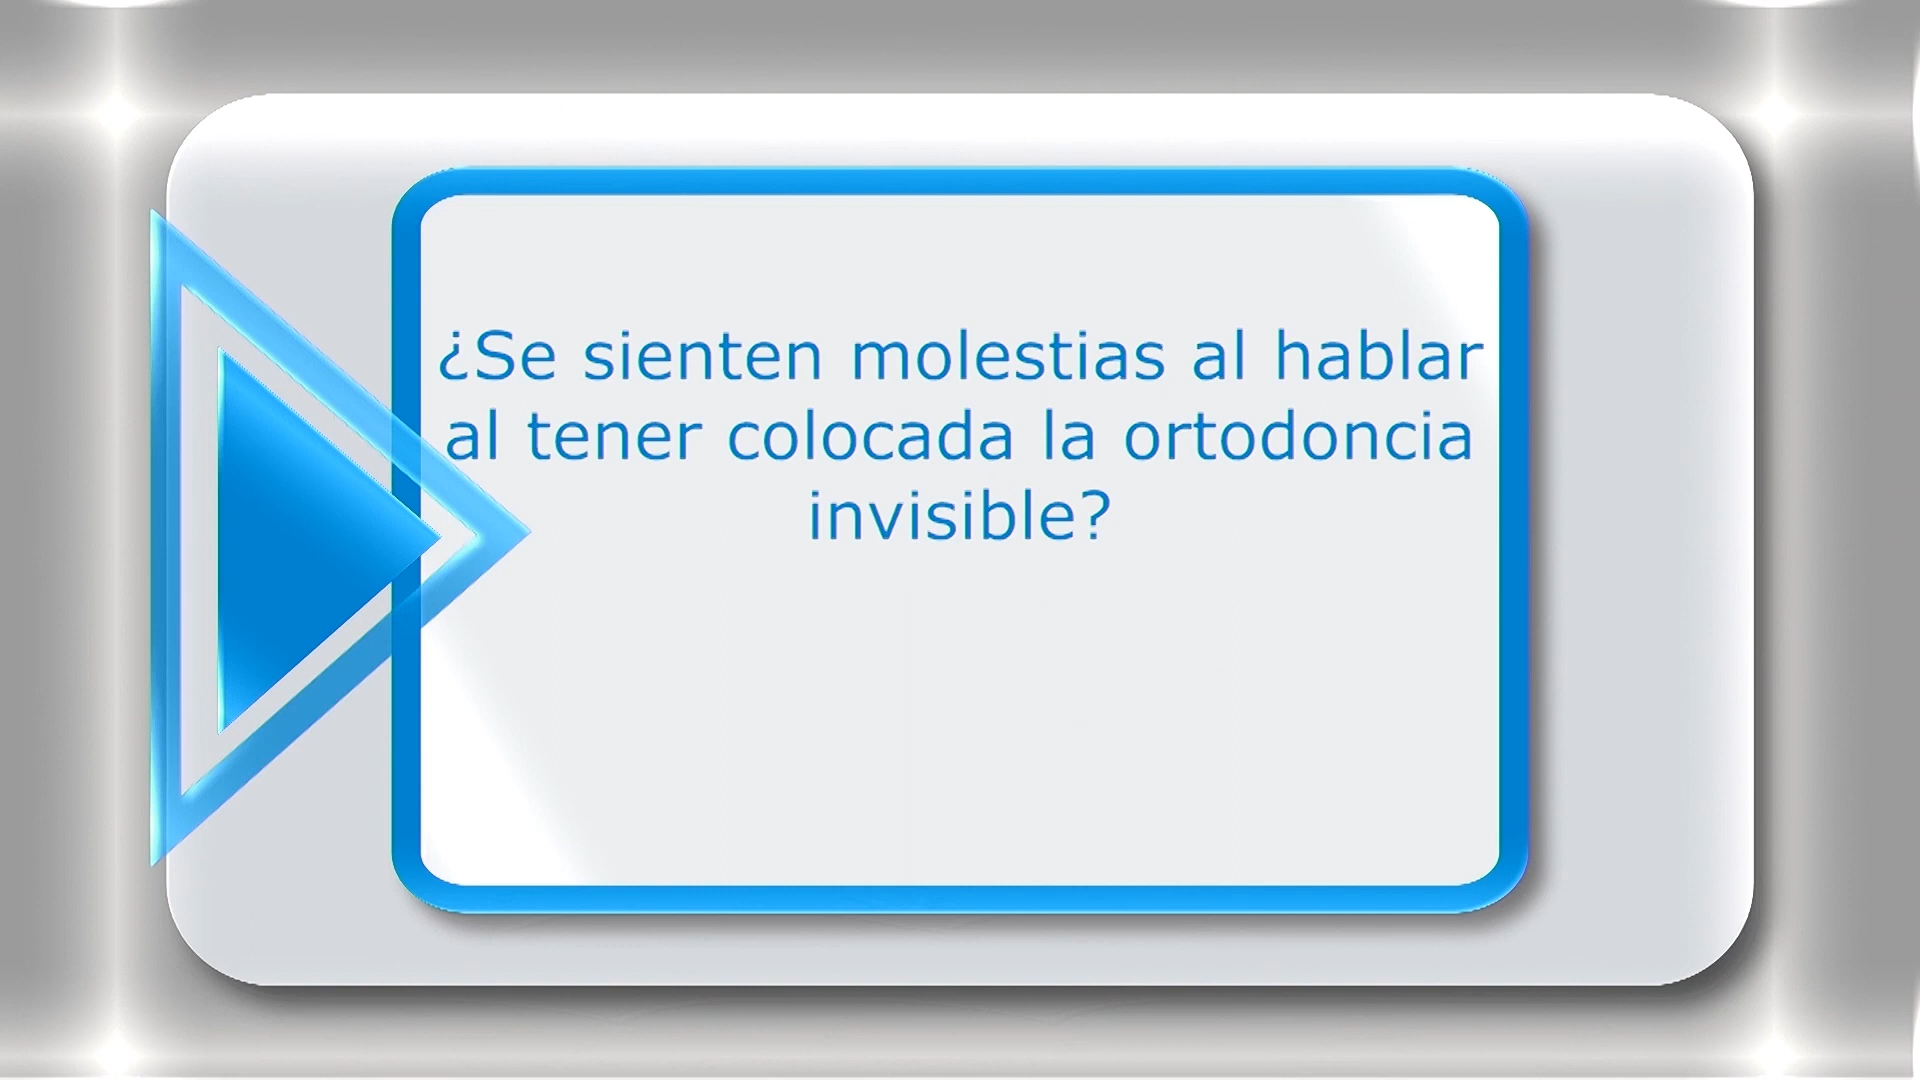 ¿Se sienten molestias al hablar
al tener colocada la ortodoncia
invisible?